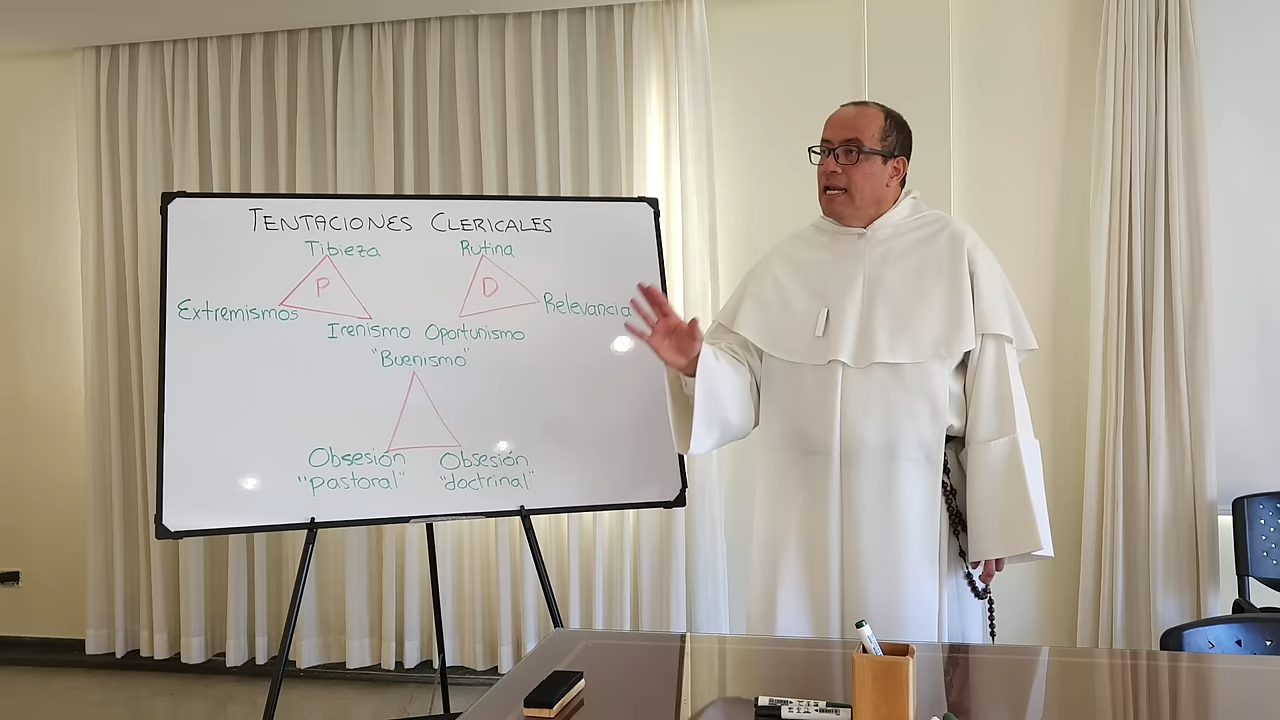 TENTACIONES CLERICALES
Tibieza Rutina
P D
Extremismos Relevancia
Irenismo Oportunismo
"Buenismo"
Obsesión Obsesión
"pastoral" "doctrinal"